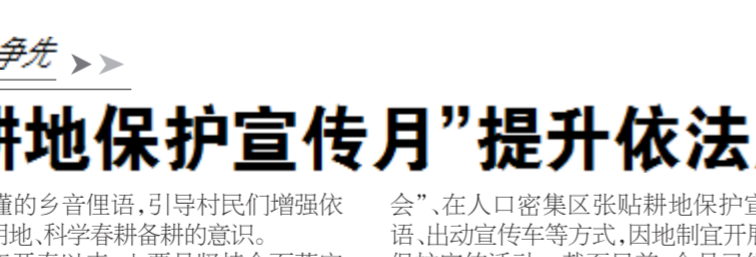 争先
耕地保护宣传月”提升依法
懂的乡音俚语,引导村民们增强依
用地、科学春耕备耕的意识。
会”、在人口密集区张贴耕地保护宣
语、出动宣传车等方式,因地制宜开展